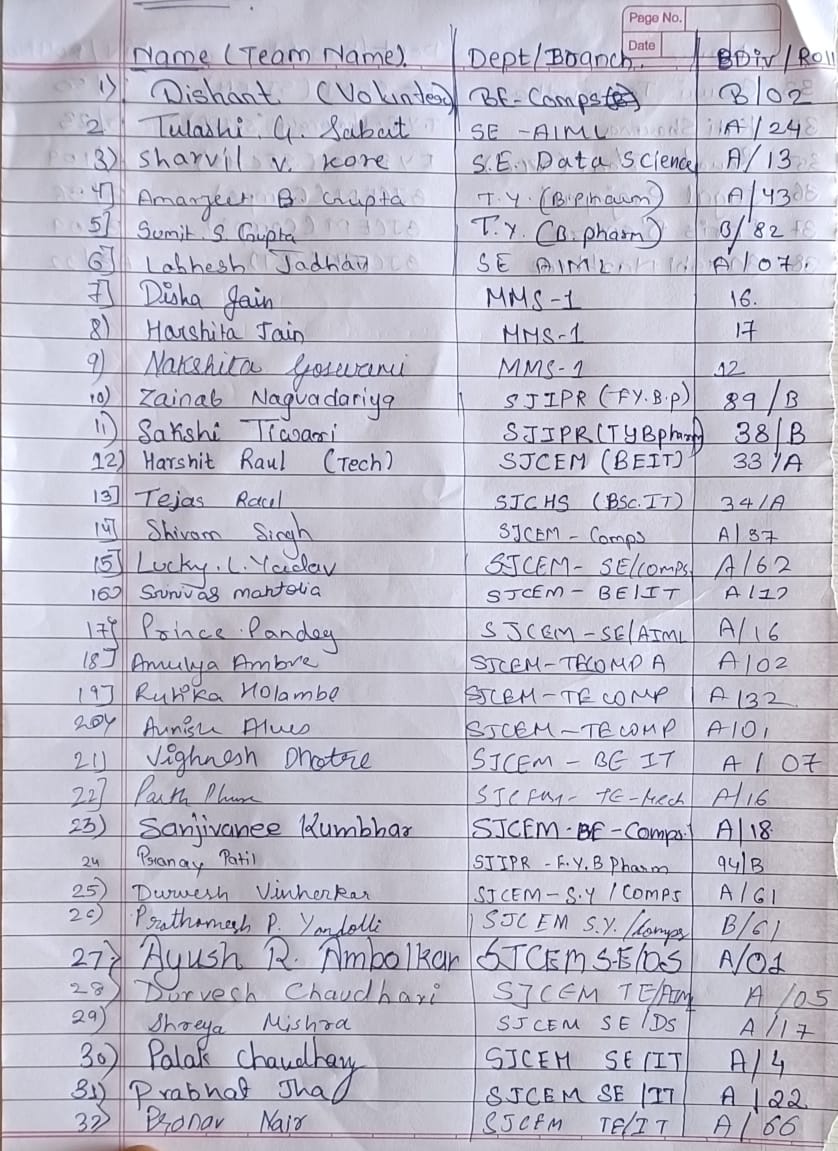 Page No.
Date
Name (Team Name). Dept/Branch. Div/Roll
1) Dishant (Volunteer) BE-Comps B/02
2 Tulashi. G. Sabat SE-AIML A/24
3) Sharvil v. Kore S.E. Data Science A/13
4] Amarjeet B. Gupta T.Y. (B.pharm) A/43
5] Sumit. S. Gupta T.Y. (B.pharm) B/82
6] Labhesh Jadhav SE AIML. A/07.
7] Disha Jain MMS-1 16.
8) Harshita Jain MMS-1 17
9) Nakshita Goswami MMS-1 12
10) Zainab Nagvadariya SJIPR (FY.B.P) 89/B
11) Sakshi Tiwari SJIPR (TYBpharm) 38/B
12) Harshit Raul (Tech) SJCEM (BEIT) 33/A
13] Tejas Raul SJCHS (BSc.IT) 34/A
14] Shivam Singh SJCEM - Comps A/37
15] Lucky. L. Yadav SJCEM- SE/Comps. A/62
16) Srinivas mantolia SJCEM - BE/IT A/17
17] Prince Pandey SJCEM-SE/AIML A/16
18] Amulya Ambre SJCEM-TECOMP A A/02
19] Rutika Holambe SJCEM-TE COMP A/32
20] Alves SJCEM-TECOMP A/01
21) Vighnesh Dhotre SJCEM - BE IT A/07
22] Parth SJCEM- TE-Mech A/16
23) Sanjivanee Kumbhar SJCEM-BE-Comps. A/18
24 Pranay Patil SJIPR - F.Y. B Pharm 94/B
25) Durvesh Vinherkar SJCEM-S.Y / COMPS A/61
26) Prathamesh P. Yandolli SJCEM S.Y./Comps B/61
27) Ayush R. Ambolkar SJCEM S.E/DS A/01
28) Durvesh Chaudhari SJCEM TE/ A/05
29) Shreya Mishra SJCEM SE/DS A/17
30) Palak Chaudhary SJCEM SE/IT A/4
31) Prabhat Jha SJCEM SE/IT A/22
32) Pranav Nair SJCEM TE/IT A/66